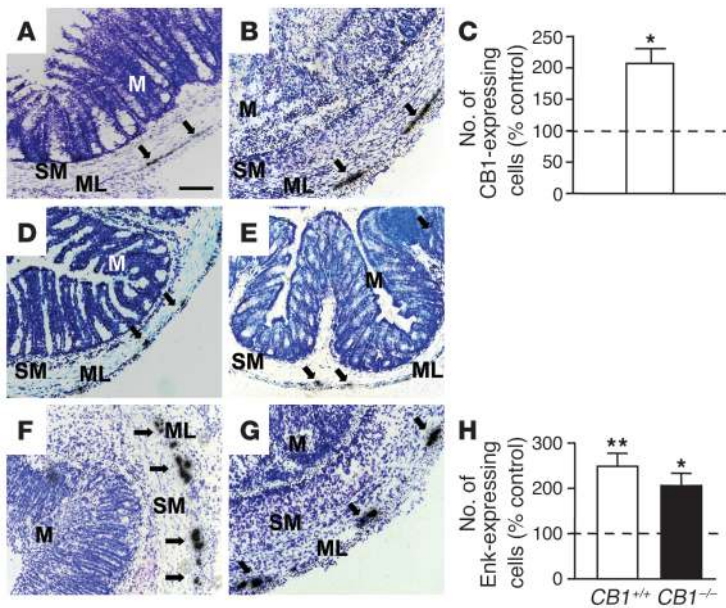 A
M
SM
ML
B
M
SM
ML
C
No. of
CB1-expressing
cells (% control)
250
200
150
100
50
0
*
D
M
SM
ML
E
M
SM
ML
F
ML
SM
M
G
M
SM
ML
H
No. of
Enk-expressing
cells (% control)
300
200
100
0
**
*
CB1+/+ CB1−/−